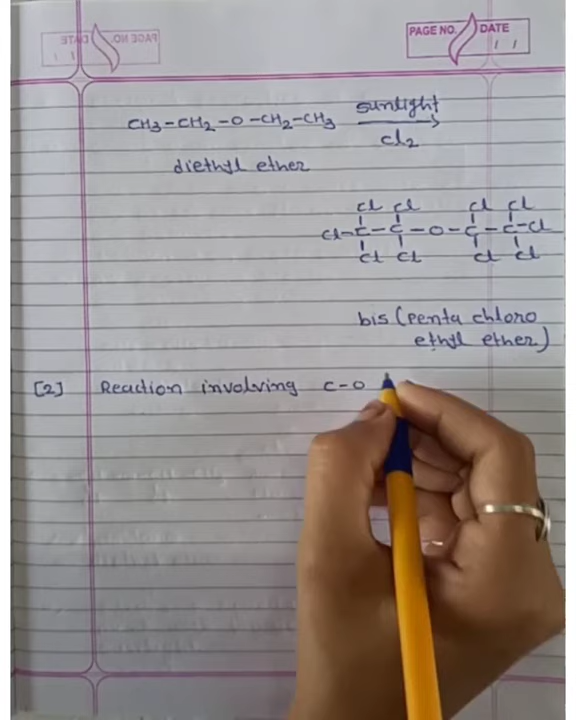 PAGE NO. DATE
/ /
sunlight
CH3-CH2-O-CH2-CH3 →
Cl2
diethyl ether
Cl Cl Cl Cl
Cl-C-C-O-C-C-Cl
Cl Cl Cl Cl
bis (penta chloro
ethyl ether)
[2] Reaction involving C-O